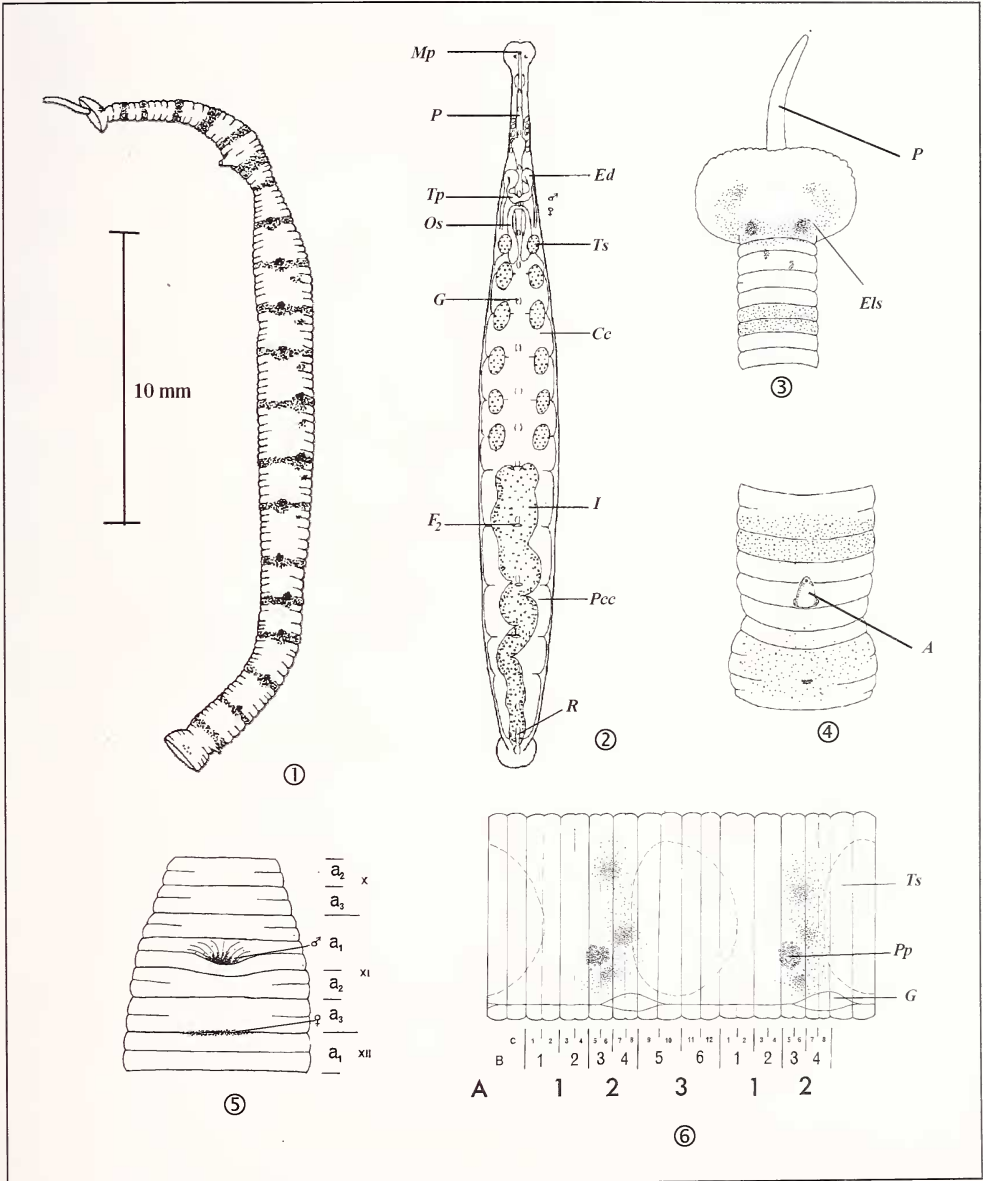 10 mm
①
Mp
P
Ed
Tp
♂
♀
Os
Ts
G
Cc
I
F2
Pcc
R
②
P
Els
③
A
④
a2 X
a3
a1
♂
XI
a2
a3
♀
a1 XII
⑤
Ts
Pp
G
C 1 2 3 4 5 6 7 8 9 10 11 12 1 2 3 4 5 6 7 8
B 1 2 3 4 5 6 1 2 3 4
A 1 2 3 1 2
⑥